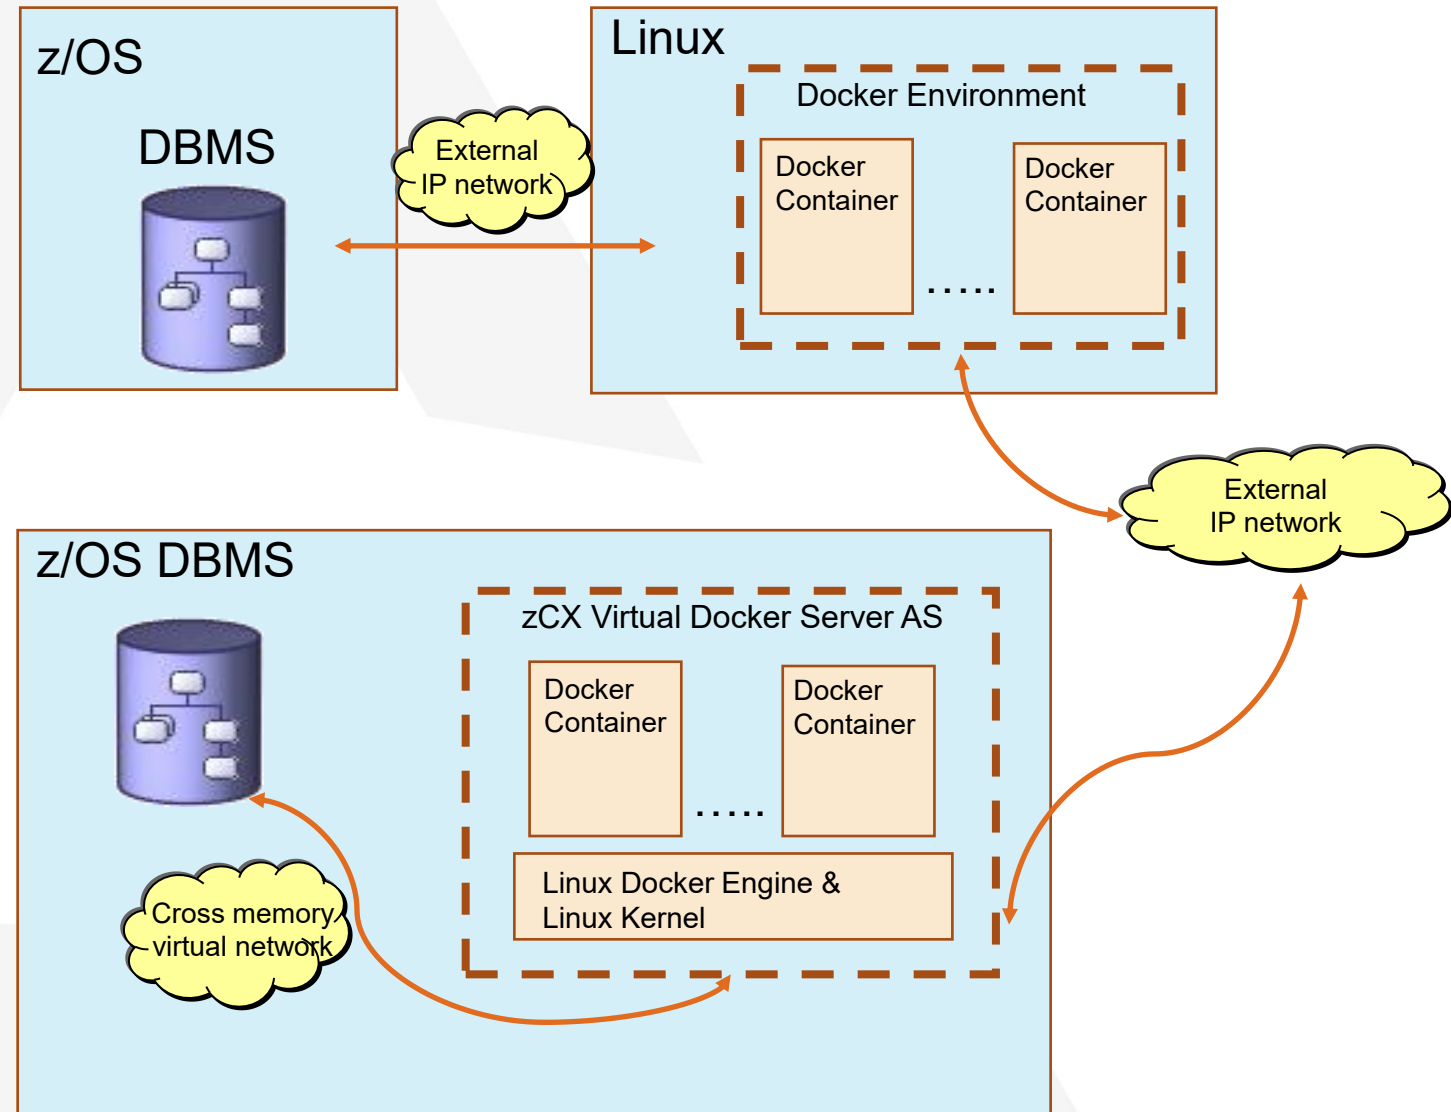 z/OS
DBMS
External
IP network
Linux
Docker Environment
Docker
Container
.....
Docker
Container
External
IP network
z/OS DBMS
zCX Virtual Docker Server AS
Docker
Container
.....
Docker
Container
Linux Docker Engine &
Linux Kernel
Cross memory
virtual network